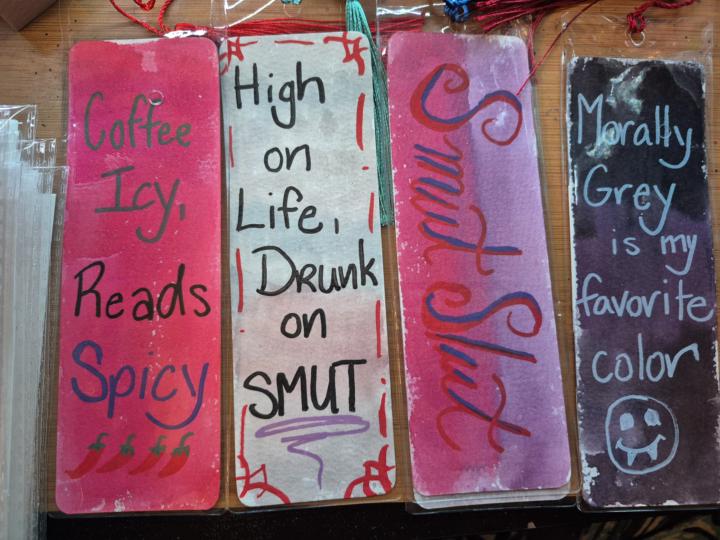 Coffee
Icy,
Reads
Spicy
High
on
Life,
Drunk
on
SMUT
Smut Slut
Morally
Grey
is my
favorite
color